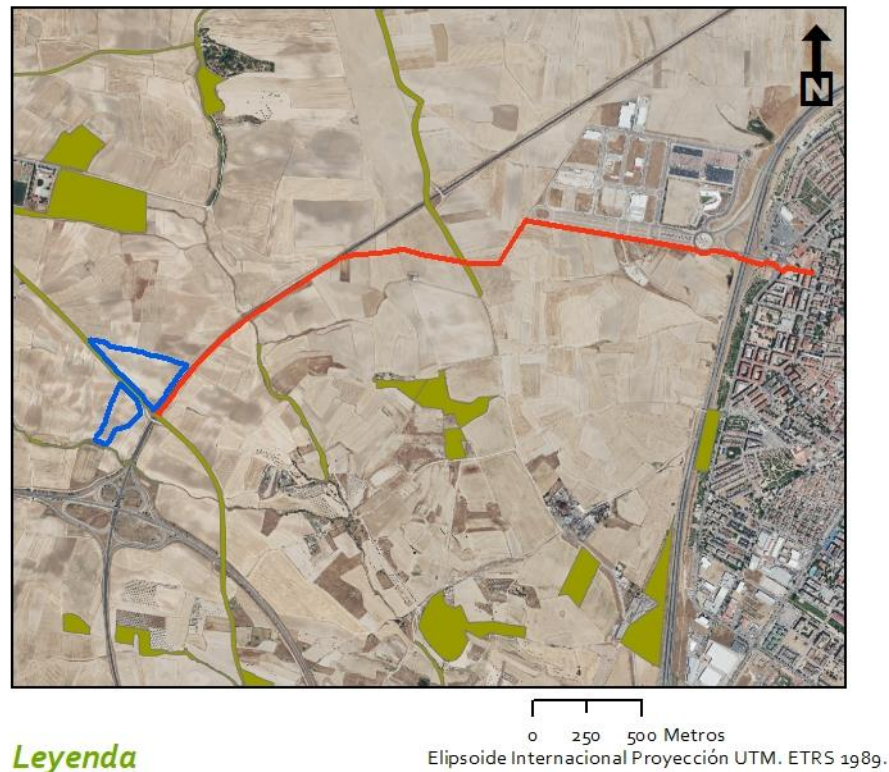 N
0 250 500 Metros
Leyenda
Elipsoide Internacional Proyección UTM. ETRS 1989.